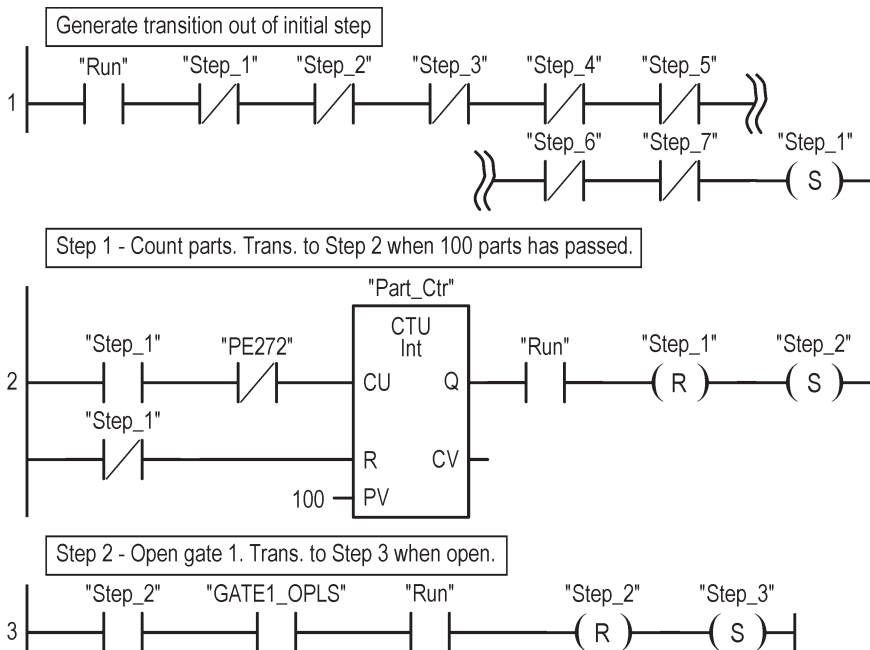 Generate transition out of initial step
"Run" "Step_1" "Step_2" "Step_3" "Step_4" "Step_5"
1
"Step_6" "Step_7" "Step_1"
S
Step 1 - Count parts. Trans. to Step 2 when 100 parts has passed.
"Part_Ctr"
CTU
Int
"Step_1" "PE272" "Run" "Step_1" "Step_2"
2 CU Q R S
"Step_1"
R CV
100 PV
Step 2 - Open gate 1. Trans. to Step 3 when open.
"Step_2" "GATE1_OPLS" "Run" "Step_2" "Step_3"
3 R S